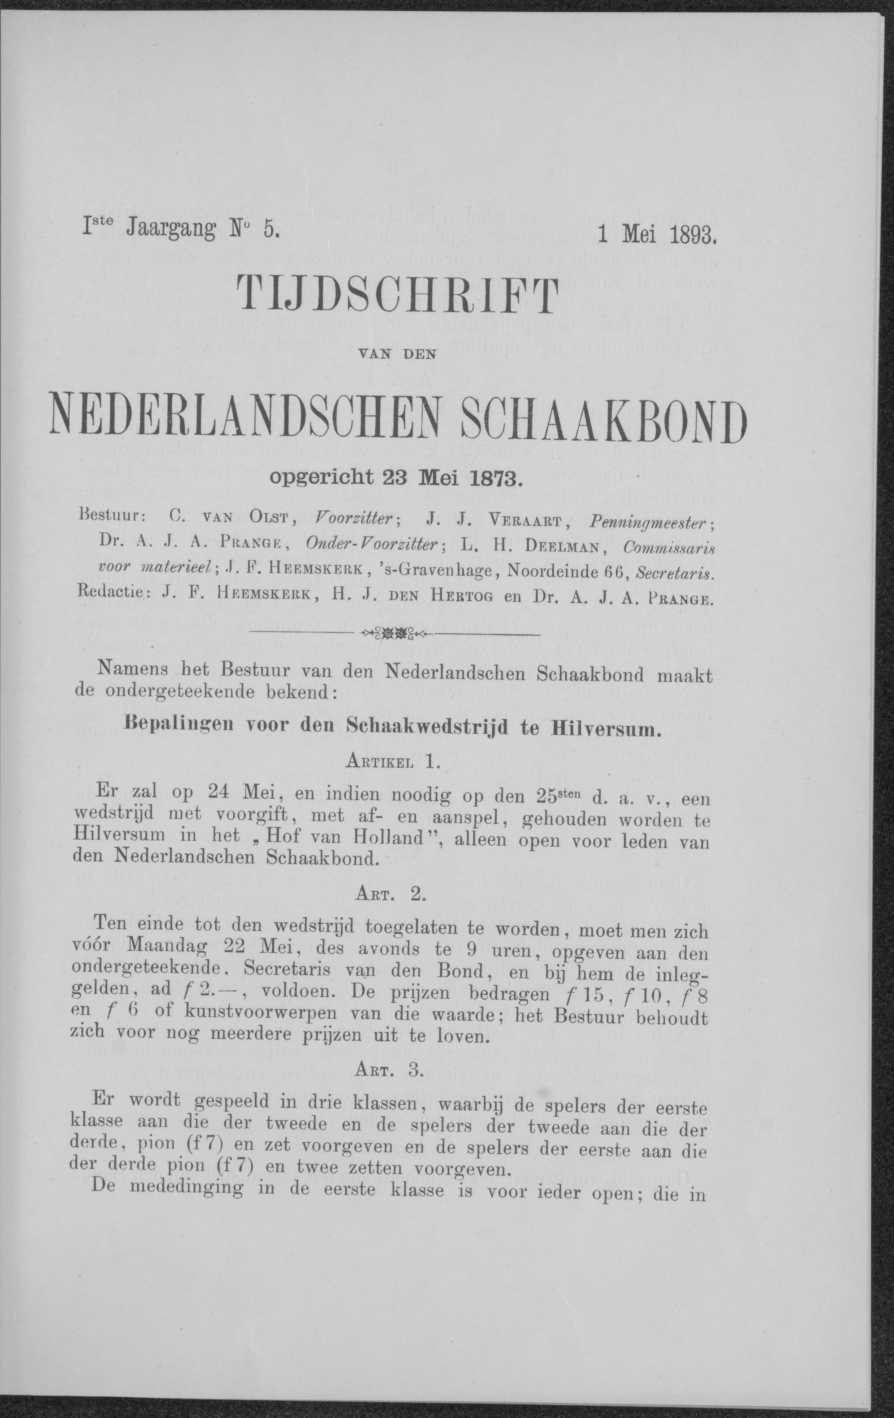 Iste Jaargang No 5. 1 Mei 1893.
TIJDSCHRIFT
VAN DEN
NEDERLANDSCHEN SCHAAKBOND
opgericht 23 Mei 1873.
Bestuur: C. VAN OLST, Voorzitter; J. J. VERAART, Penningmeester;
Dr. A. J. A. PRANGE, Onder-Voorzitter; L. H. DEELMAN, Commissaris
voor materieel; J. F. HEEMSKERK, 's-Gravenhage, Noordeinde 66, Secretaris.
Redactie: J. F. HEEMSKERK, H. J. DEN HERTOG en Dr. A. J. A. PRANGE.
Namens het Bestuur van den Nederlandschen Schaakbond maakt
de ondergeteekende bekend:
Bepalingen voor den Schaakwedstrijd te Hilversum.
ARTIKEL 1.
Er zal op 24 Mei, en indien noodig op den 25sten d. a. v., een
wedstrijd met voorgift, met af- en aanspel, gehouden worden te
Hilversum in het „Hof van Holland”, alleen open voor leden van
den Nederlandschen Schaakbond.
ART. 2.
Ten einde tot den wedstrijd toegelaten te worden, moet men zich
vóór Maandag 22 Mei, des avonds te 9 uren, opgeven aan den
ondergeteekende. Secretaris van den Bond, en bij hem de inleg-
gelden, ad f 2.—, voldoen. De prijzen bedragen f 15, f 10, f 8
en f 6 of kunstvoorwerpen van die waarde; het Bestuur behoudt
zich voor nog meerdere prijzen uit te loven.
ART. 3.
Er wordt gespeeld in drie klassen, waarbij de spelers der eerste
klasse aan die der tweede en de spelers der tweede aan die der
derde, pion (f 7) en zet voorgeven en de spelers der eerste aan die
der derde pion (f 7) en twee zetten voorgeven.
De mededinging in de eerste klasse is voor ieder open; die in